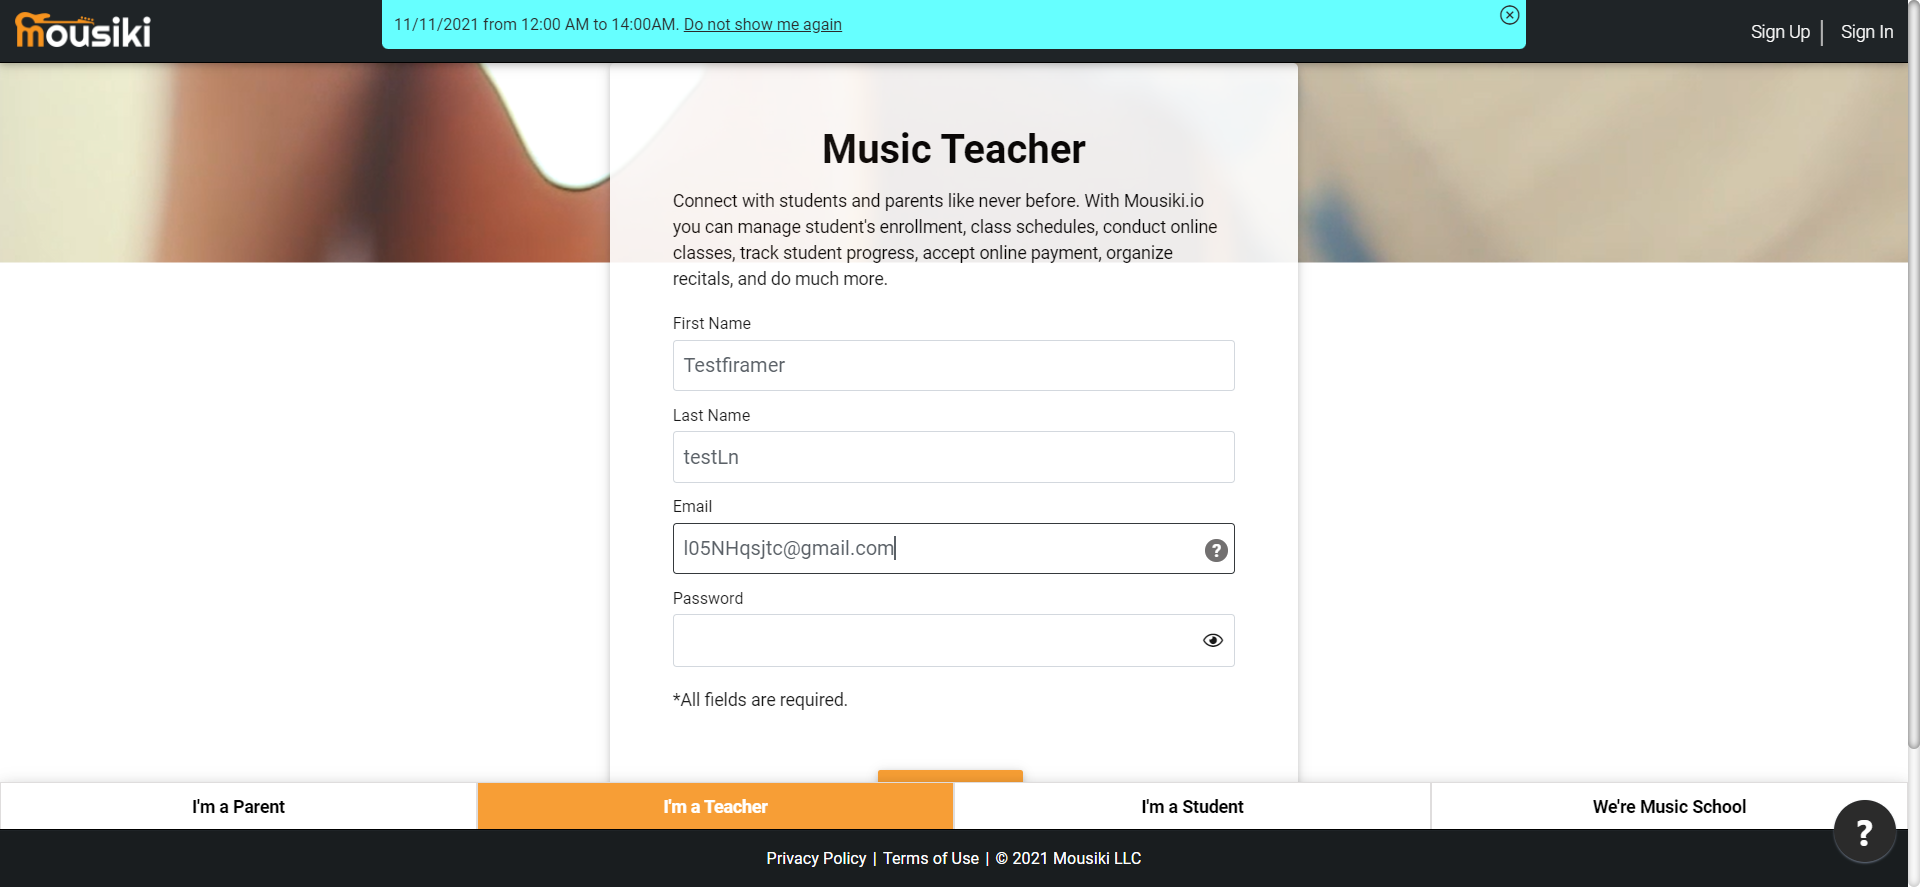 mousiki
11/11/2021 from 12:00 AM to 14:00AM. Do not show me again
Sign Up
Sign In
Music Teacher
Connect with students and parents like never before. With Mousiki.io
you can manage student's enrollment, class schedules, conduct online
classes, track student progress, accept online payment, organize
recitals, and do much more.
First Name
Testfiramer
Last Name
testLn
Email
l05NHqsjtc@gmail.com
?
Password
*All fields are required.
I'm a Parent
I'm a Teacher
I'm a Student
We're Music School
?
Privacy Policy | Terms of Use | © 2021 Mousiki LLC